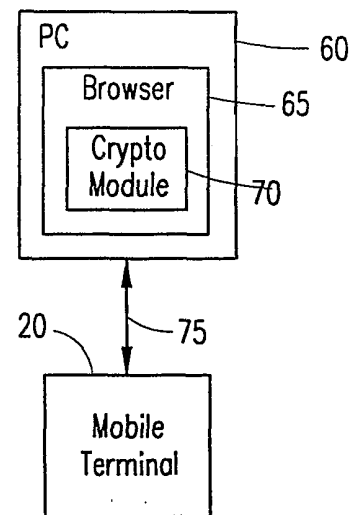 PC
60
Browser
65
Crypto
Module
70
75
20
Mobile
Terminal